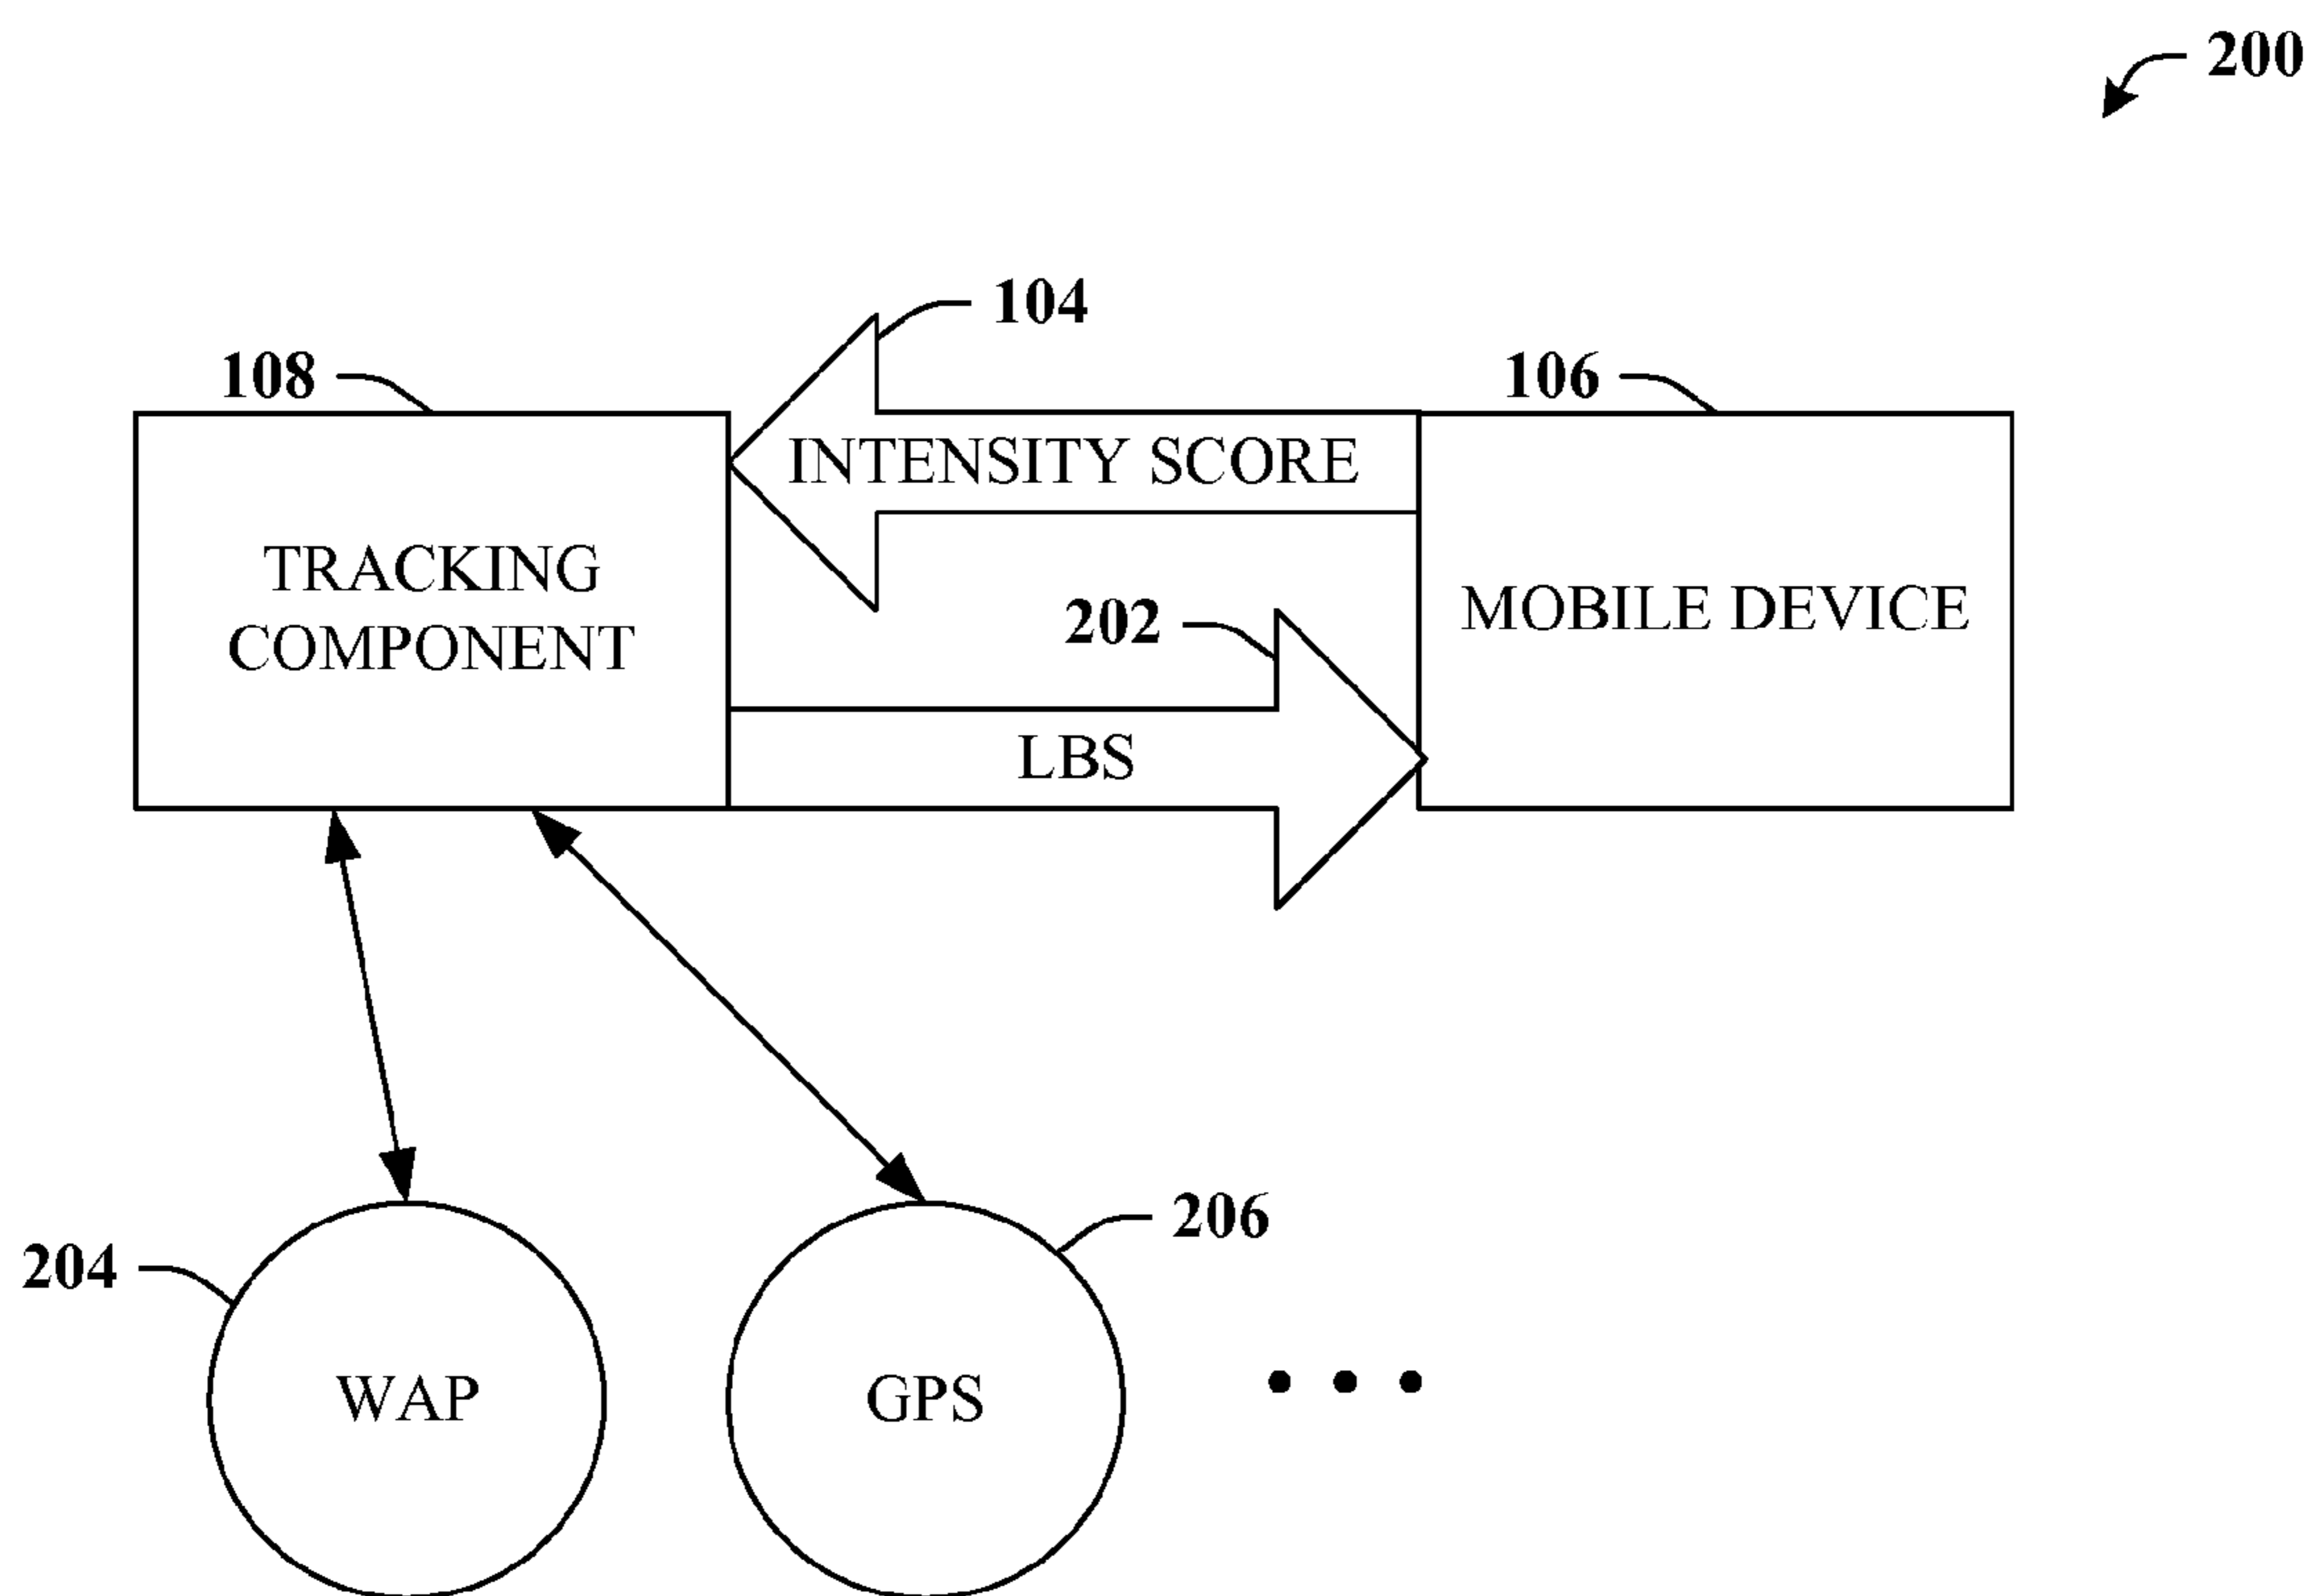 200
104
108
106
INTENSITY SCORE
TRACKING
COMPONENT
MOBILE DEVICE
202
LBS
206
204
WAP
GPS